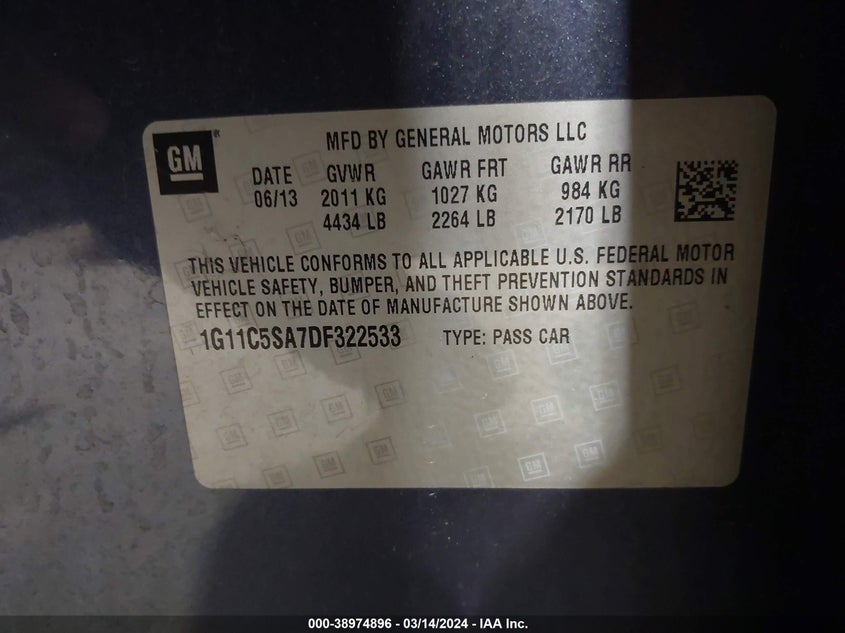 GM ®
MFD BY GENERAL MOTORS LLC
DATE GVWR GAWR FRT GAWR RR
06/13 2011 KG 1027 KG 984 KG
4434 LB 2264 LB 2170 LB
THIS VEHICLE CONFORMS TO ALL APPLICABLE U.S. FEDERAL MOTOR
VEHICLE SAFETY, BUMPER, AND THEFT PREVENTION STANDARDS IN
EFFECT ON THE DATE OF MANUFACTURE SHOWN ABOVE.
1G11C5SA7DF322533 TYPE: PASS CAR
000-38974896 - 03/14/2024 - IAA Inc.